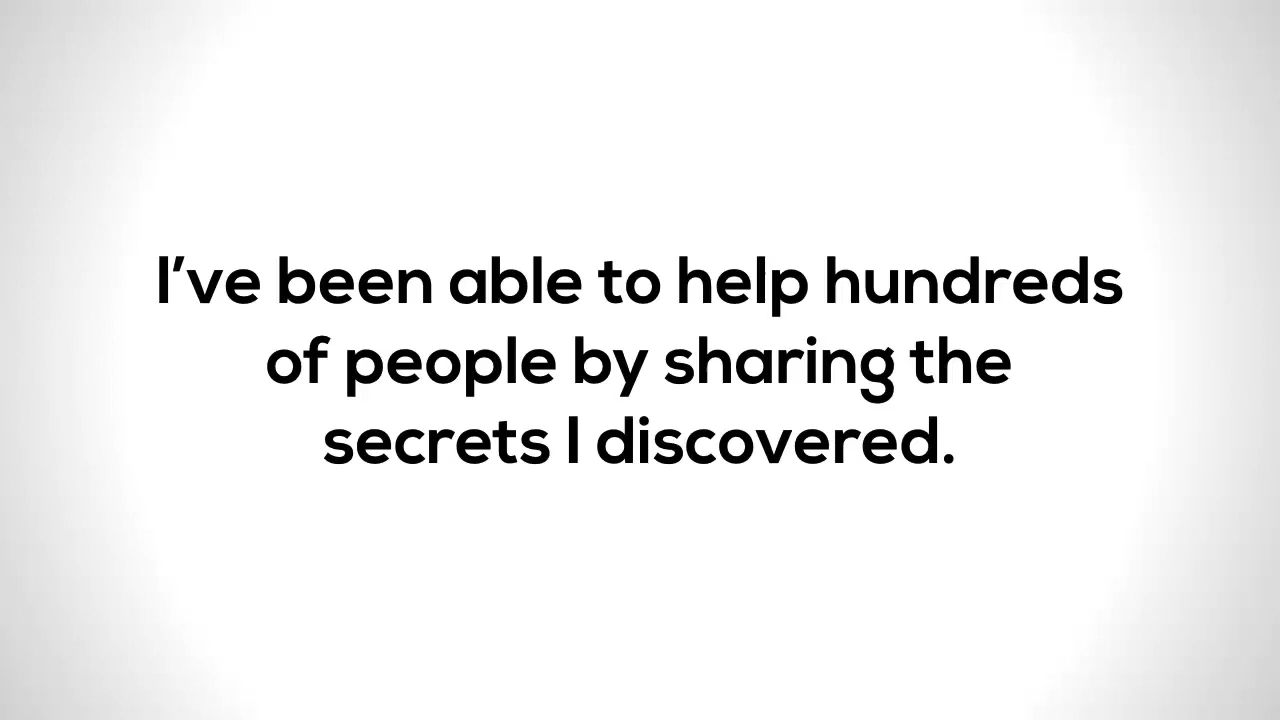 I’ve been able to help hundreds
of people by sharing the
secrets I discovered.